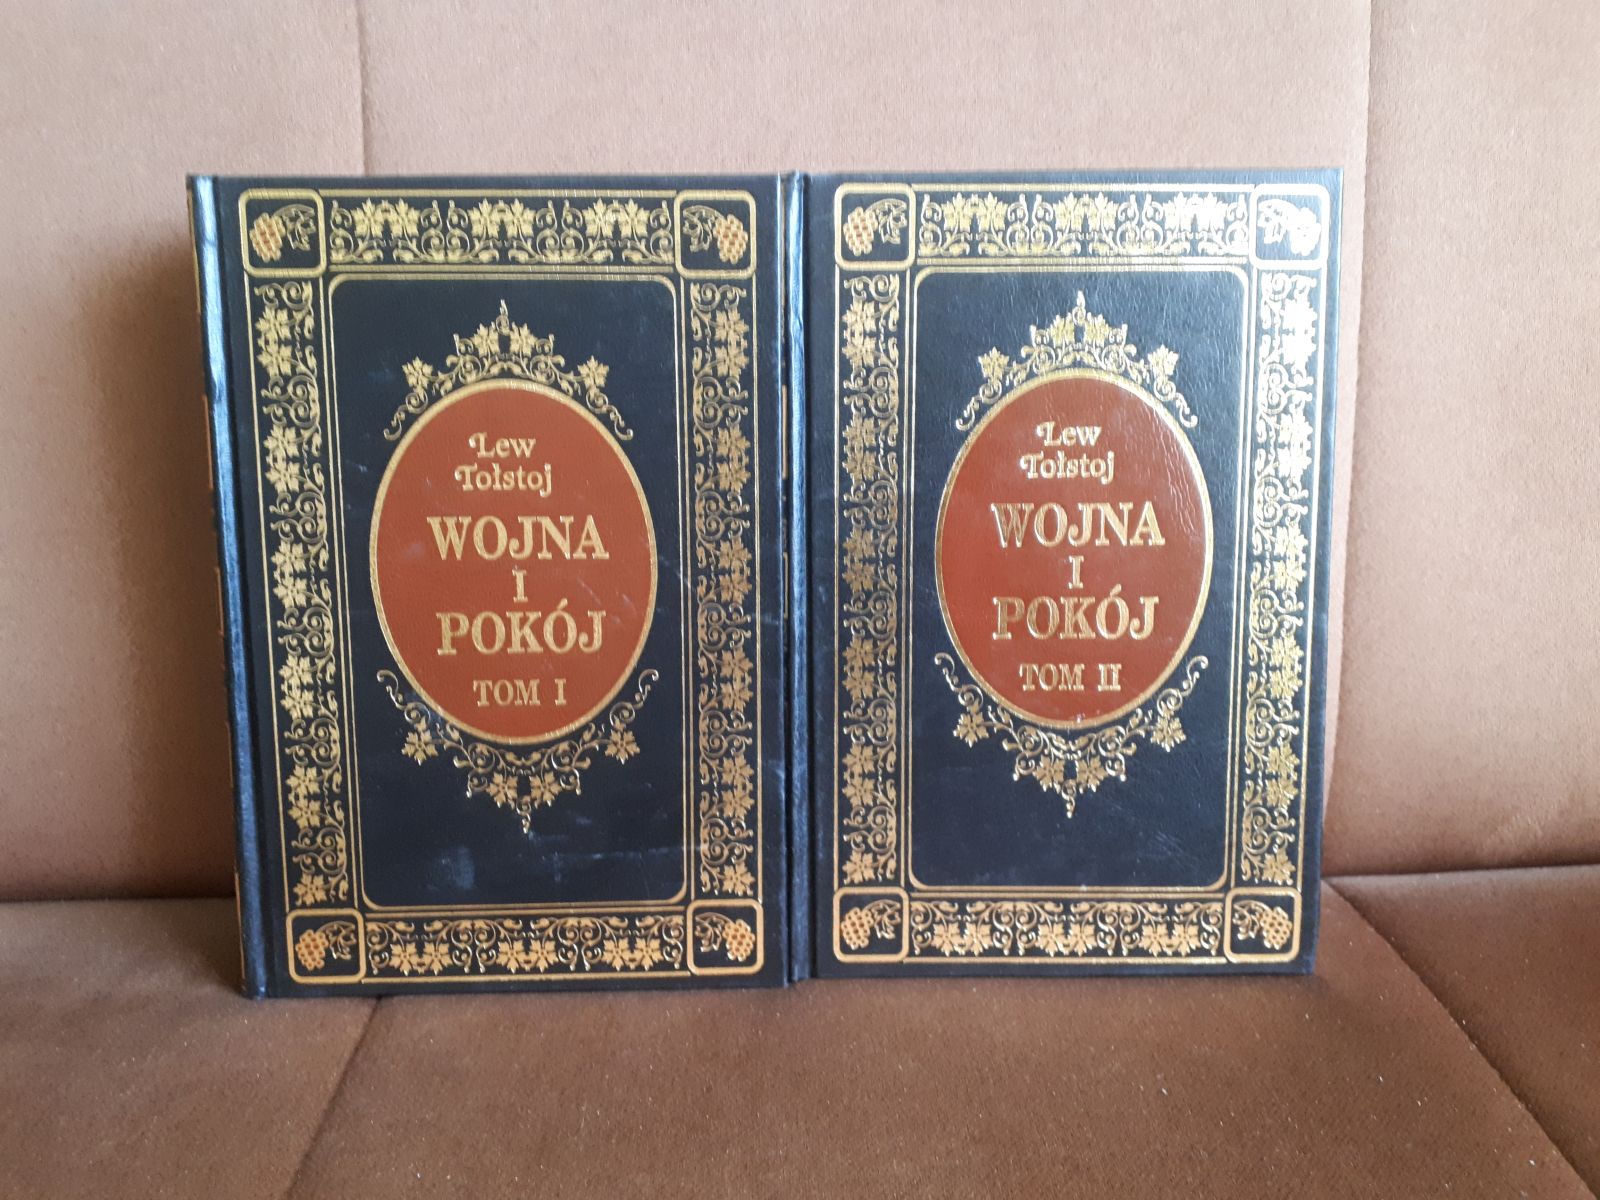 Lew
Tołstoj
WOJNA
I
POKÓJ
TOM I
Lew
Tołstoj
WOJNA
I
POKÓJ
TOM II